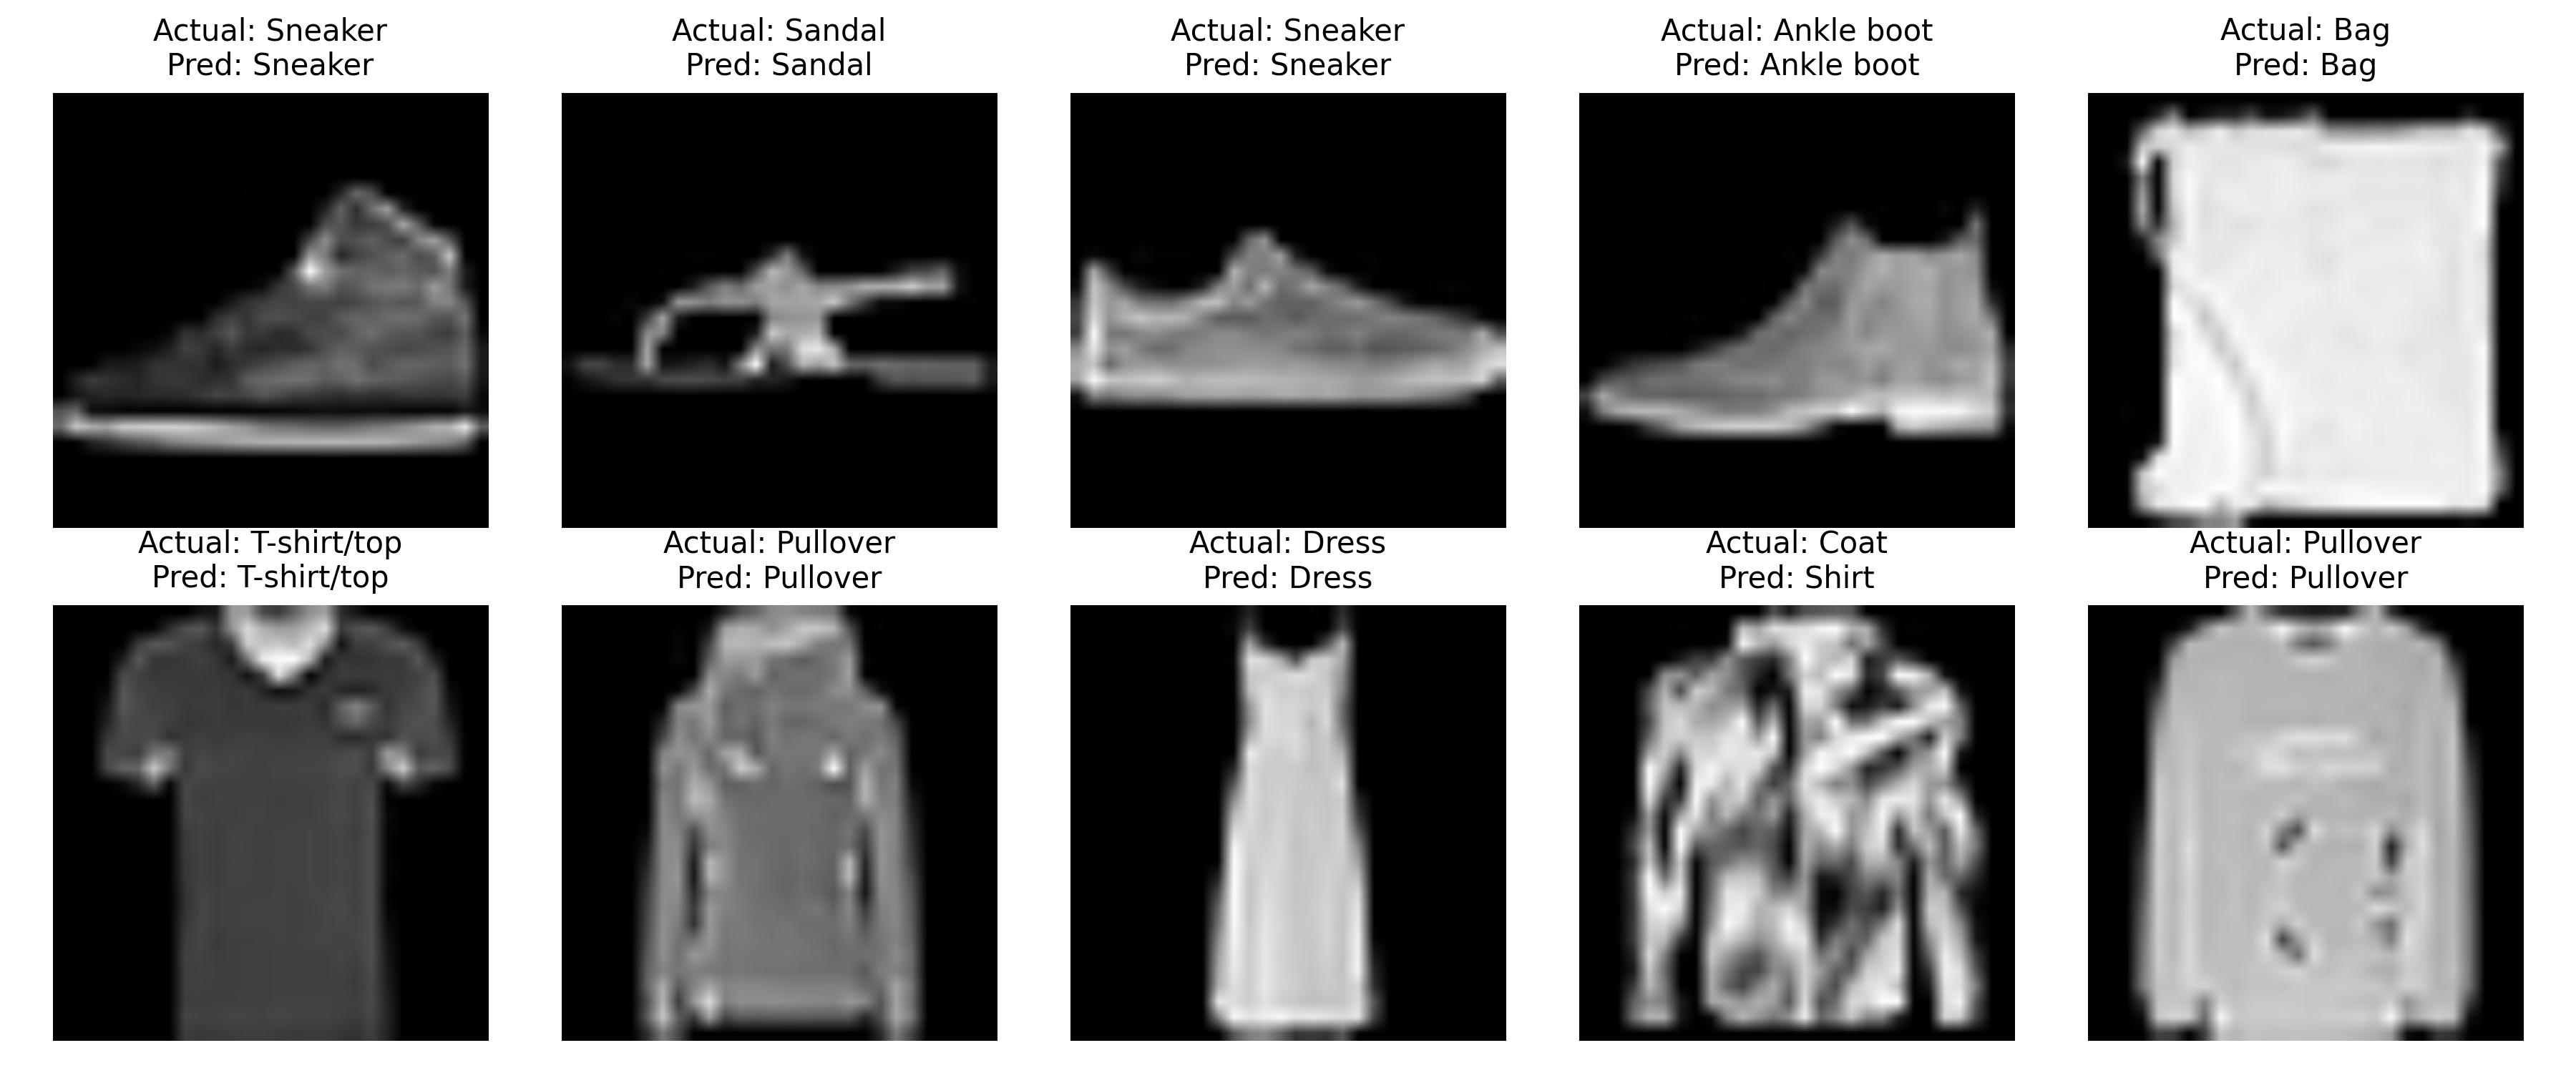 Actual: Sneaker
Pred: Sneaker
Actual: Sandal
Pred: Sandal
Actual: Sneaker
Pred: Sneaker
Actual: Ankle boot
Pred: Ankle boot
Actual: Bag
Pred: Bag
Actual: T-shirt/top
Pred: T-shirt/top
Actual: Pullover
Pred: Pullover
Actual: Dress
Pred: Dress
Actual: Coat
Pred: Shirt
Actual: Pullover
Pred: Pullover